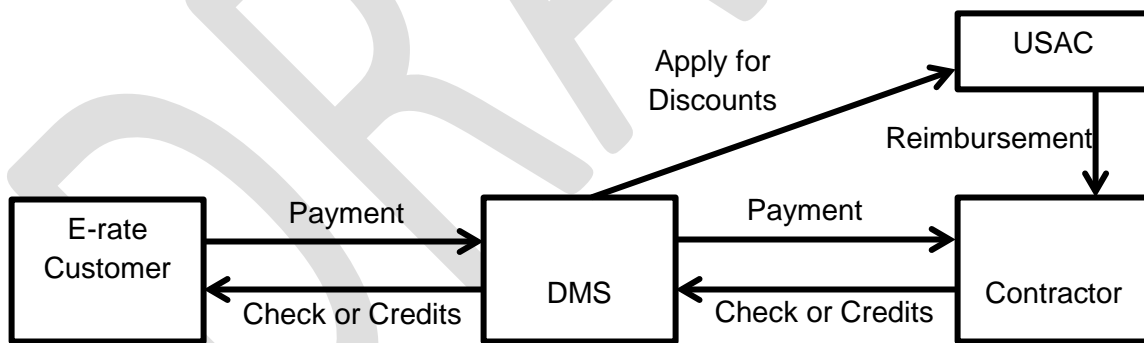 USAC
Apply for
Discounts
Reimbursement
E-rate
Customer
Payment
Check or Credits
DMS
Payment
Check or Credits
Contractor